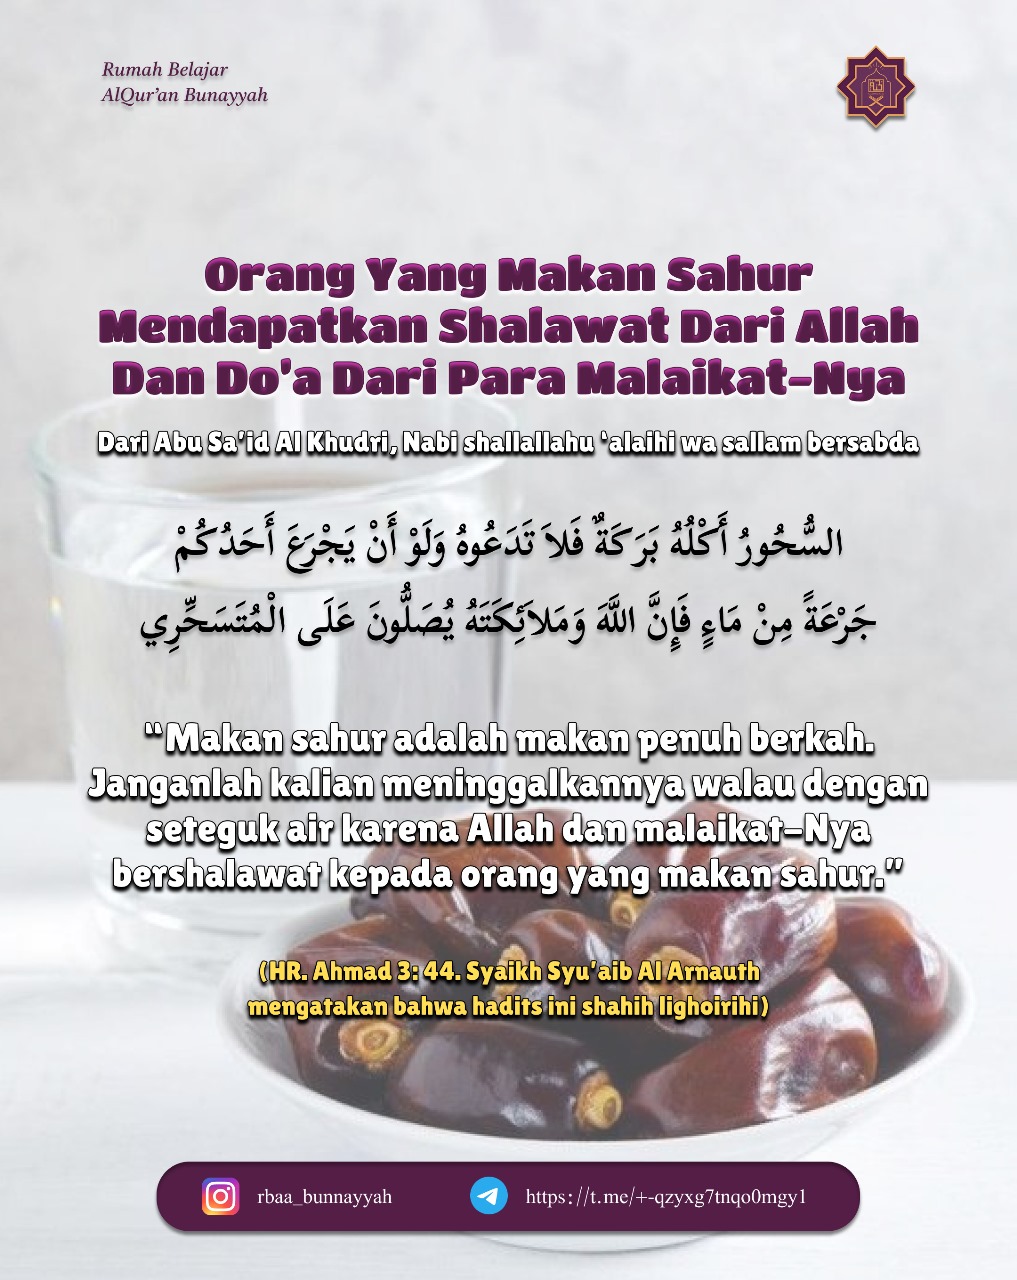 Rumah Belajar
AlQur'an Bunayyah
Orang Yang Makan Sahur
Mendapatkan Shalawat Dari Allah
Dan Do'a Dari Para Malaikat-Nya
Dari Abu Sa'id Al Khudri, Nabi shallallahu 'alaihi wa sallam bersabda
السُّحُورُ أَكْلُهُ بَرَكَةٌ فَلاَ تَدَعُوهُ وَلَوْ أَنْ يَجْرَعَ أَحَدُكُمْ
جَرْعَةً مِنْ مَاءٍ فَإِنَّ اللَّهَ وَمَلاَئِكَتَهُ يُصَلُّونَ عَلَى الْمُتَسَحِّرِي
"Makan sahur adalah makan penuh berkah.
Janganlah kalian meninggalkannya walau dengan
seteguk air karena Allah dan malaikat-Nya
bershalawat kepada orang yang makan sahur."
(HR. Ahmad 3: 44. Syaikh Syu'aib Al Arnauth
mengatakan bahwa hadits ini shahih lighoirihi)
rbaa_bunnayyah
https://t.me/+-qzyxg7tnqo0mgy1